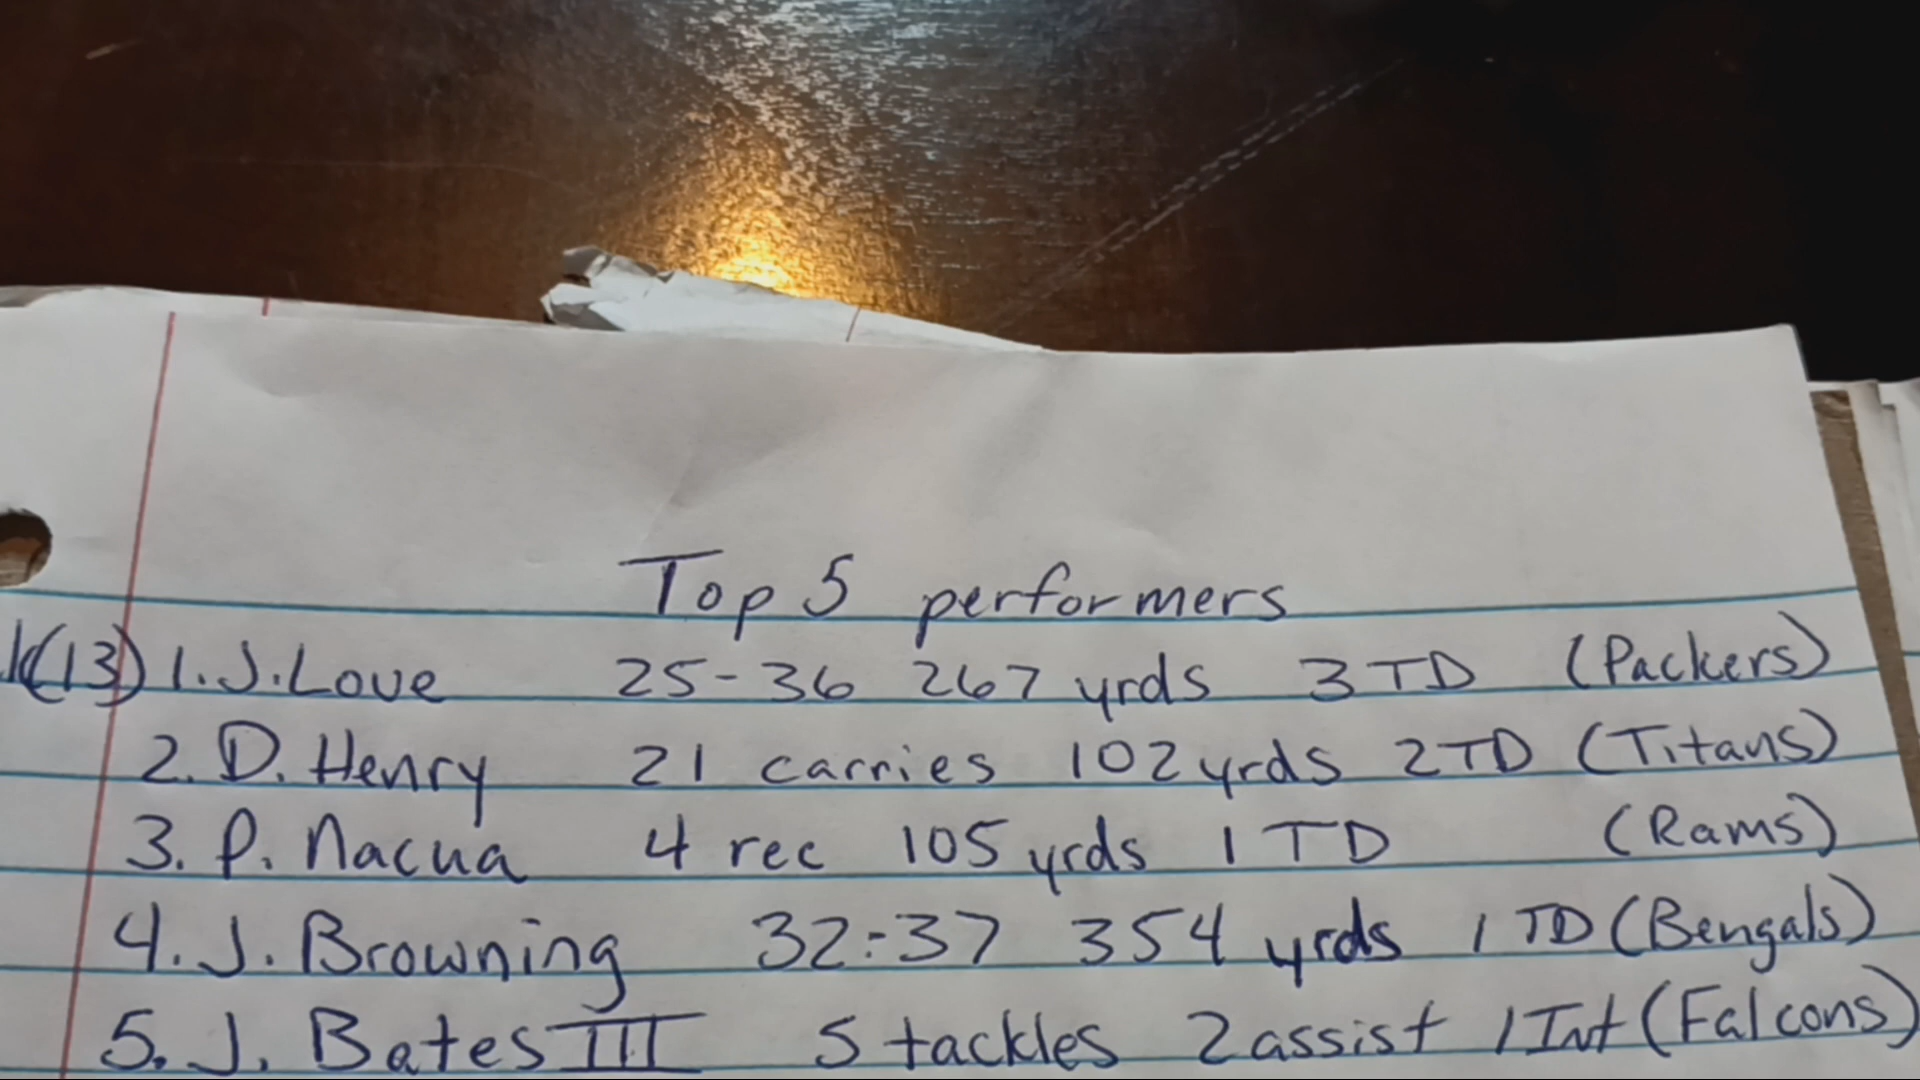 Top 5 performers
(13) 1. J. Love 25-36 267 yrds 3 TD (Packers)
2. D. Henry 21 carries 102 yrds 2 TD (Titans)
3. P. Nacua 4 rec 105 yrds 1 TD (Rams)
4. J. Browning 32-37 354 yrds 1 TD (Bengals)
5. J. Bates III 5 tackles 2 assist 1 Int (Falcons)